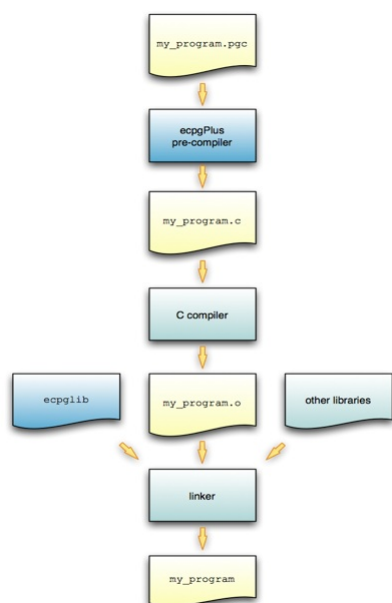 my_program.pgc
ecpgPlus
pre-compiler
my_program.c
C compiler
ecpglib
my_program.o
other libraries
linker
my_program